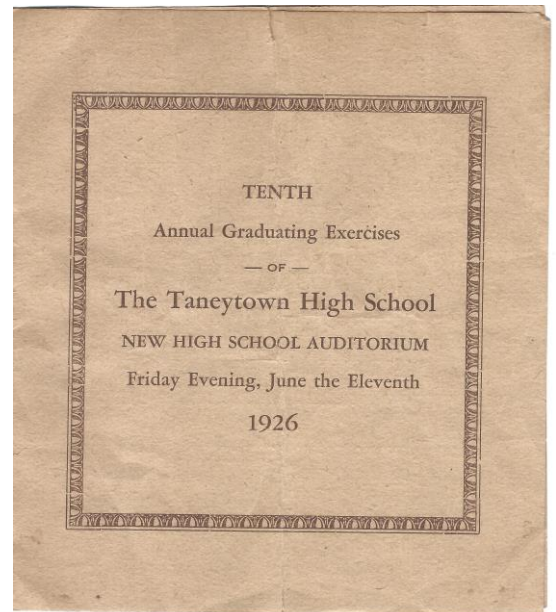 TENTH
Annual Graduating Exercises
— OF —
The Taneytown High School
NEW HIGH SCHOOL AUDITORIUM
Friday Evening, June the Eleventh
1926